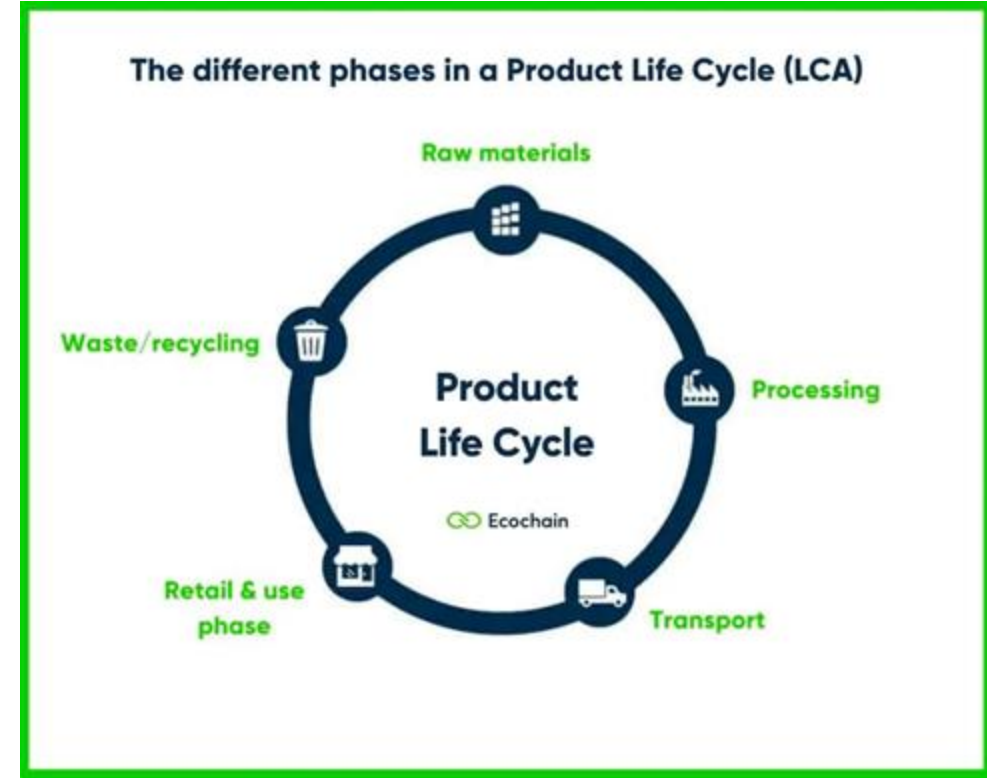 The different phases in a Product Life Cycle (LCA)
Raw materials
Waste/recycling
Processing
Product
Life Cycle
Ecochain
Retail & use
phase
Transport